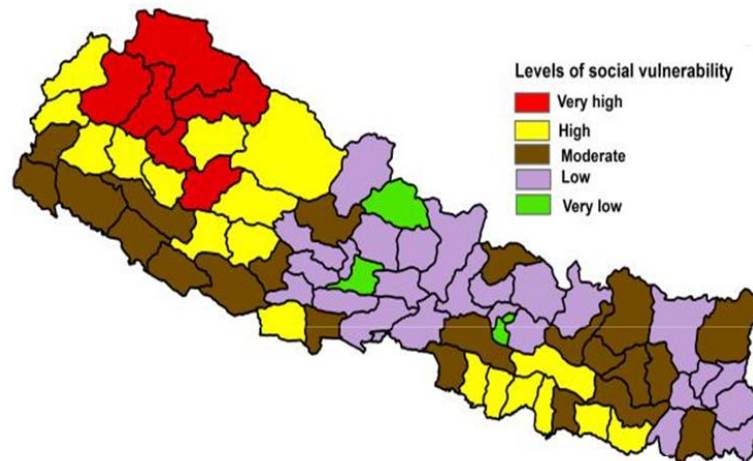 Levels of social vulnerability
Very high
High
Moderate
Low
Very low